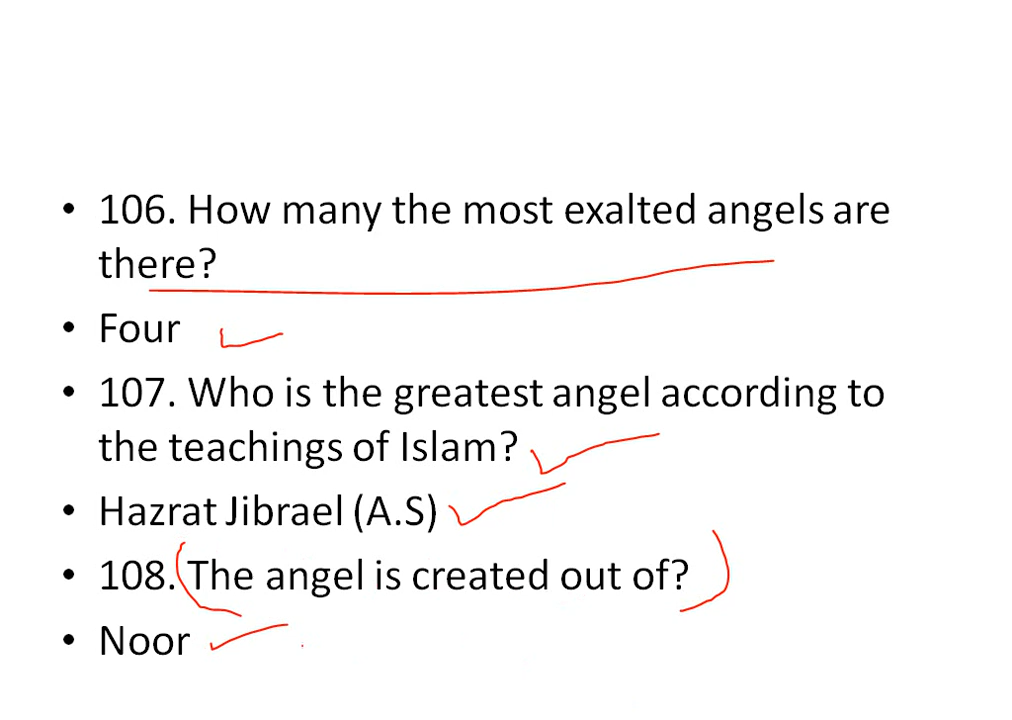 • 106. How many the most exalted angels are
there?
• Four
• 107. Who is the greatest angel according to
the teachings of Islam?
• Hazrat Jibrael (A.S)
• 108. The angel is created out of?
• Noor